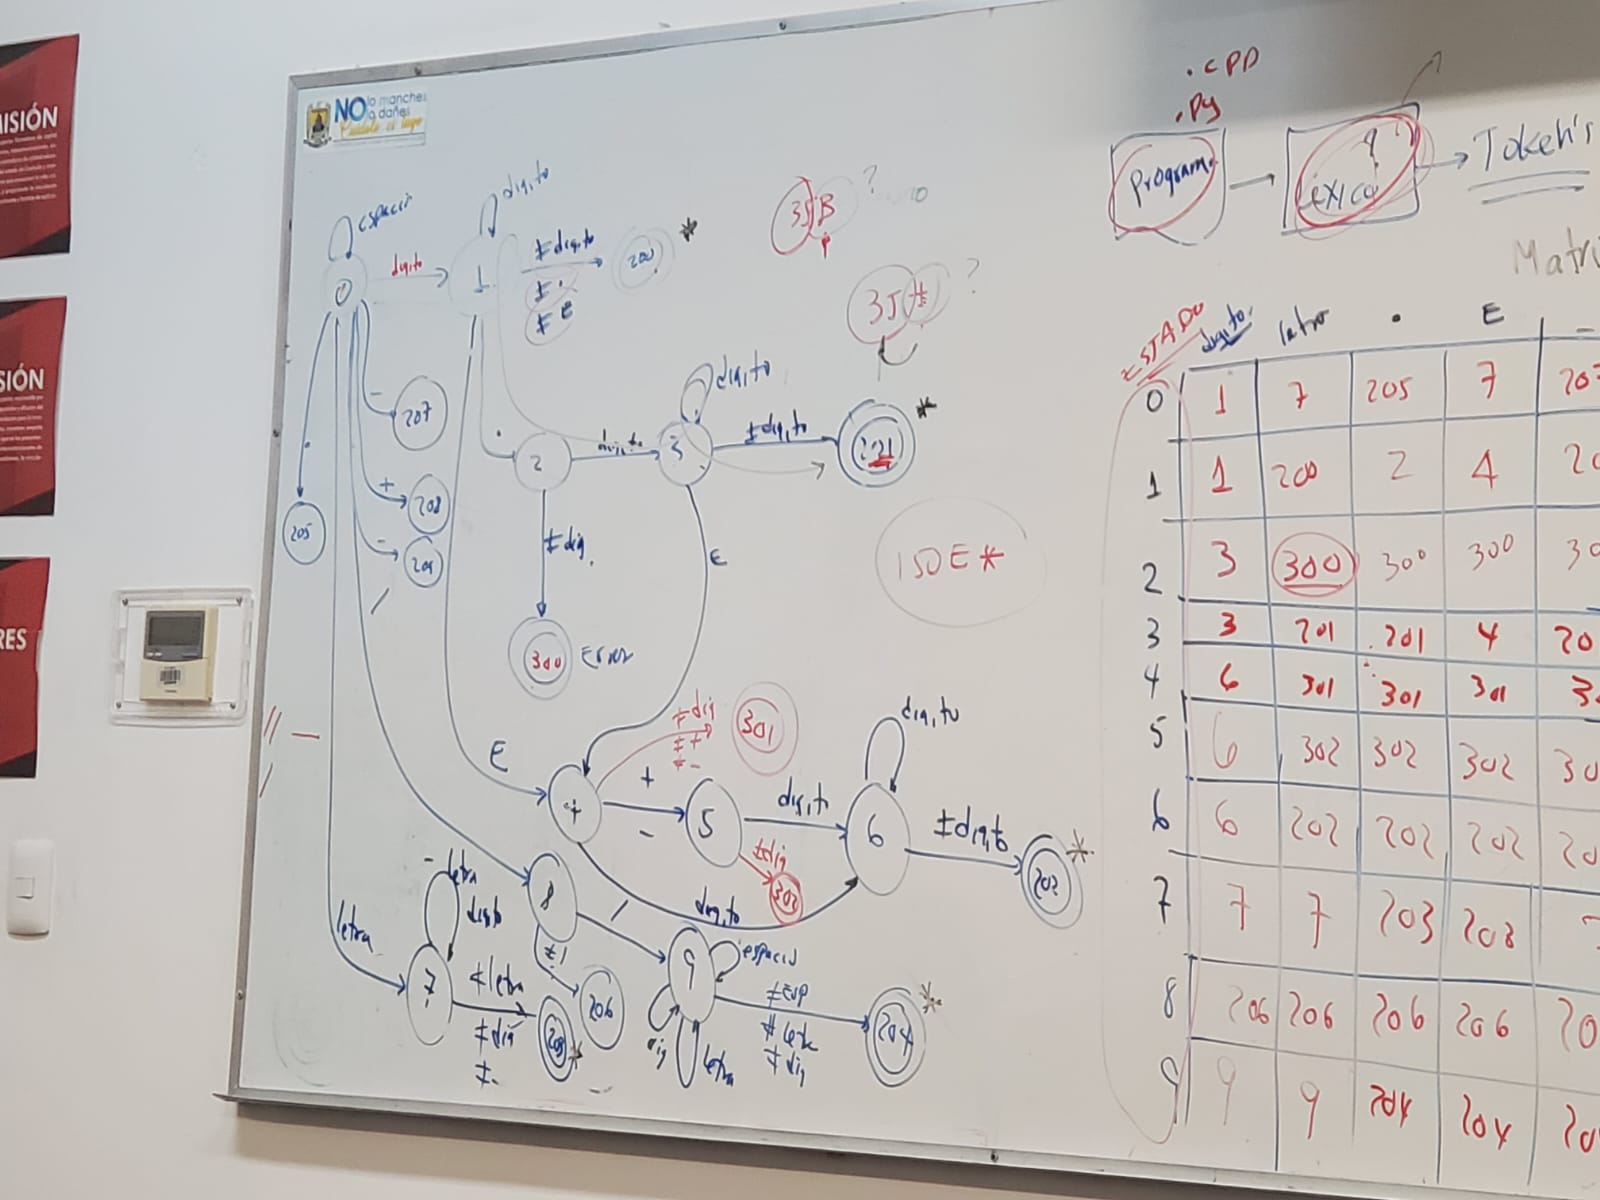 MISIÓN
SIÓN
RES
NO lo manches
lo dañes
Cuídalo es tuyo
.cpp
.Py
programa
Léxico
Token's
Matri
espacio
digito
0
digito
1
≠ digito
≠ .
≠ E
200
*
35B
?
35#
?
-
207
+
208
-
209
.
205
/
.
2
digito
3
digito
≠ digito
201
*
≠ dig.
300
Error
E
150E*
E
4
≠ dig
≠ +
≠ -
301
+
-
5
digito
≠ dig
302
6
digito
≠ digito
202
*
digito
letra
7
- letra
digito
≠ letra
≠ dig
≠ -
203
*
8
/
≠ /
206
9
espacio
dig
letra
≠ esp
≠ letra
≠ dig
204
*
ESTADO digito letra . E -
0 1 7 205 7 207
1 1 200 2 4 20
2 3 300 300 300 30
3 3 201 201 4 20
4 6 301 301 301 3
5 6 302 302 302 30
6 6 202 202 202 20
7 7 7 203 203 7
8 206 206 206 206 20
9 9 9 204 204 20